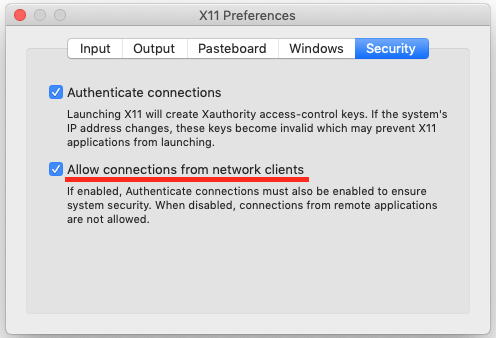 X11 Preferences
Input Output Pasteboard Windows Security
Authenticate connections
Launching X11 will create Xauthority access-control keys. If the system's
IP address changes, these keys become invalid which may prevent X11
applications from launching.
Allow connections from network clients
If enabled, Authenticate connections must also be enabled to ensure
system security. When disabled, connections from remote applications
are not allowed.